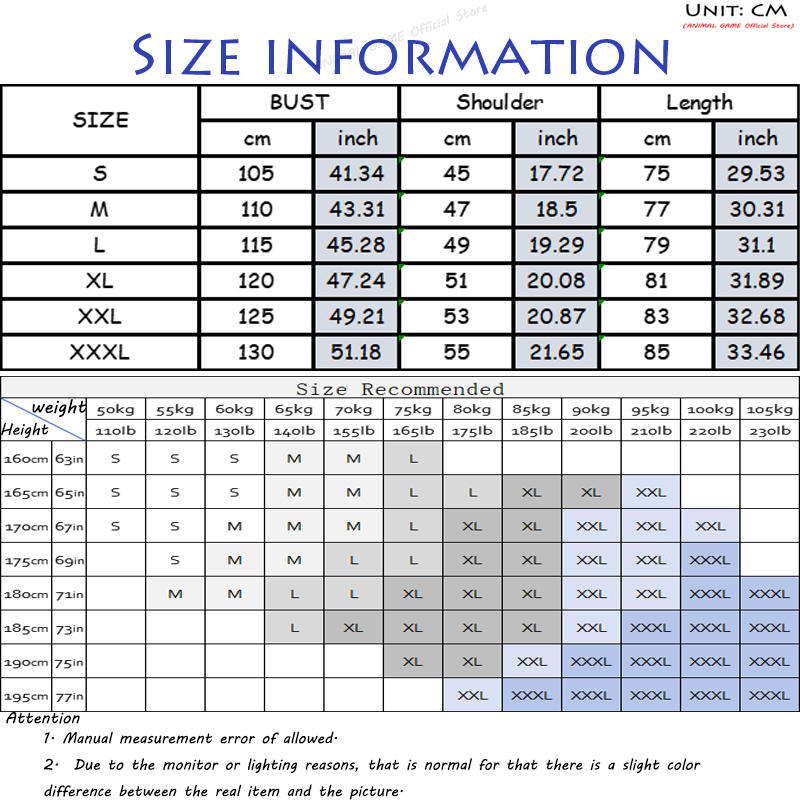 UNIT: CM
(ANIMAL GAME Official Store)
ANIMAL GAME Official Store
SIZE INFORMATION
SIZE BUST Shoulder Length
cm inch cm inch cm inch
S 105 41.34 45 17.72 75 29.53
M 110 43.31 47 18.5 77 30.31
L 115 45.28 49 19.29 79 31.1
XL 120 47.24 51 20.08 81 31.89
XXL 125 49.21 53 20.87 83 32.68
XXXL 130 51.18 55 21.65 85 33.46
Size Recommended
weight 50kg 55kg 60kg 65kg 70kg 75kg 80kg 85kg 90kg 95kg 100kg 105kg
Height 110lb 120lb 130lb 140lb 155lb 165lb 175lb 185lb 200lb 210lb 220lb 230lb
160cm 63in S S S M M L
165cm 65in S S S M M L L XL XL XXL
170cm 67in S S M M M L XL XL XXL XXL XXL
175cm 69in S M M L L XL XL XXL XXL XXXL
180cm 71in M M L L XL XL XL XXL XXL XXXL XXXL
185cm 73in L XL XL XL XL XXL XXXL XXXL XXXL
190cm 75in XL XL XXL XXXL XXXL XXXL XXXL
195cm 77in XXL XXXL XXXL XXXL XXXL XXXL
Attention
1. Manual measurement error of allowed.
2. Due to the monitor or lighting reasons, that is normal for that there is a slight color
difference between the real item and the picture.